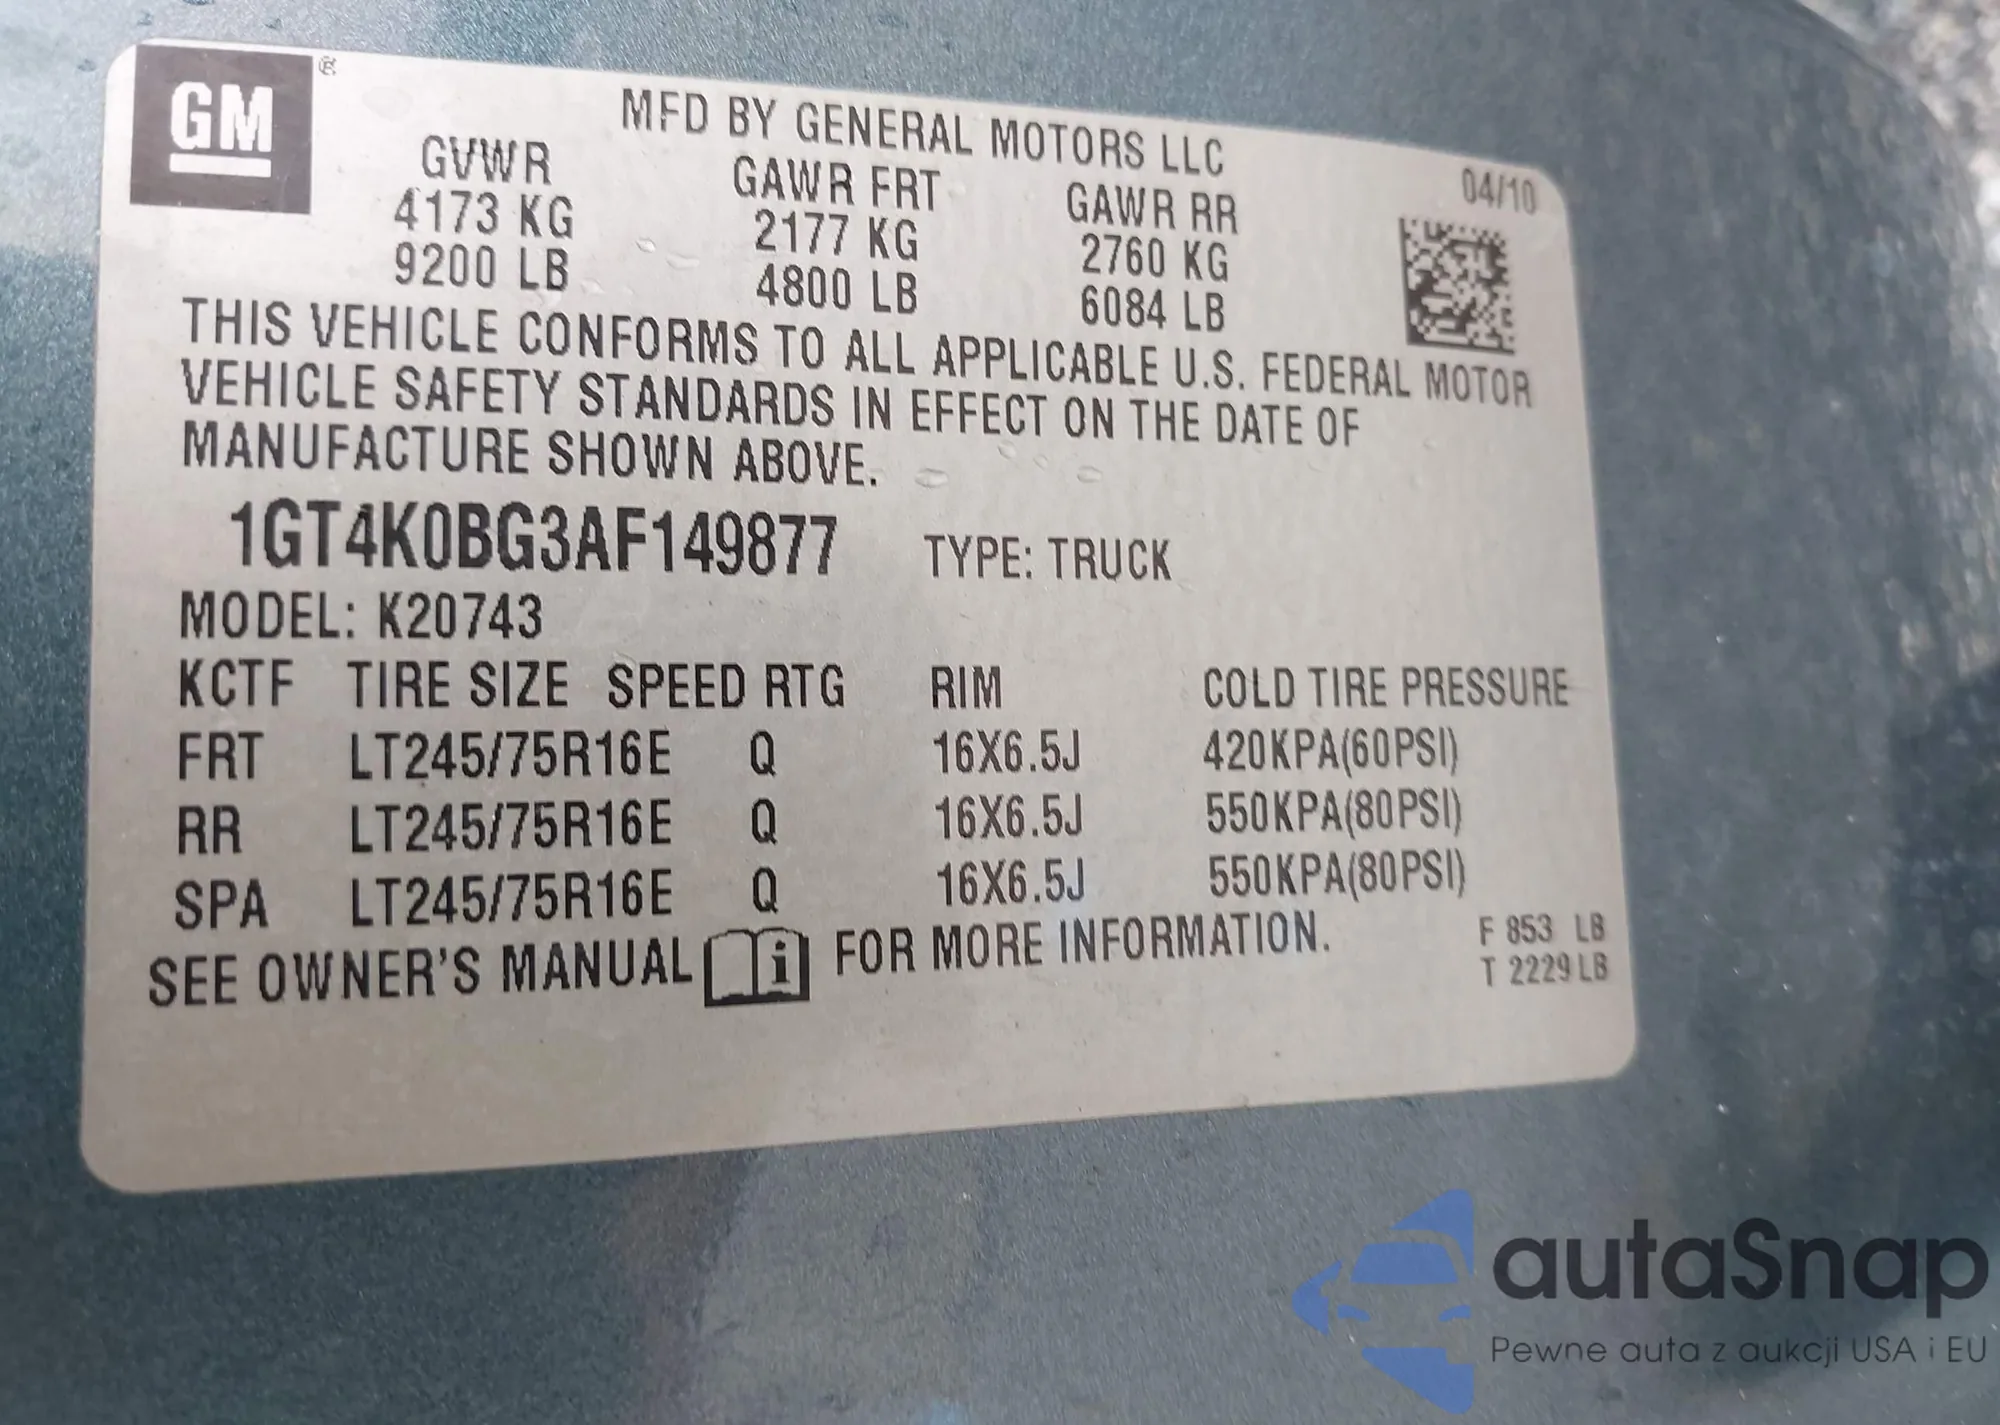 GM ®
MFD BY GENERAL MOTORS LLC
04/10
GVWR GAWR FRT GAWR RR
4173 KG 2177 KG 2760 KG
9200 LB 4800 LB 6084 LB
THIS VEHICLE CONFORMS TO ALL APPLICABLE U.S. FEDERAL MOTOR
VEHICLE SAFETY STANDARDS IN EFFECT ON THE DATE OF
MANUFACTURE SHOWN ABOVE.
1GT4K0BG3AF149877 TYPE: TRUCK
MODEL: K20743
KCTF TIRE SIZE SPEED RTG RIM COLD TIRE PRESSURE
FRT LT245/75R16E Q 16X6.5J 420KPA(60PSI)
RR LT245/75R16E Q 16X6.5J 550KPA(80PSI)
SPA LT245/75R16E Q 16X6.5J 550KPA(80PSI)
SEE OWNER'S MANUAL i FOR MORE INFORMATION.
F 853 LB
T 2229 LB
autaSnap
Pewne auta z aukcji USA i EU